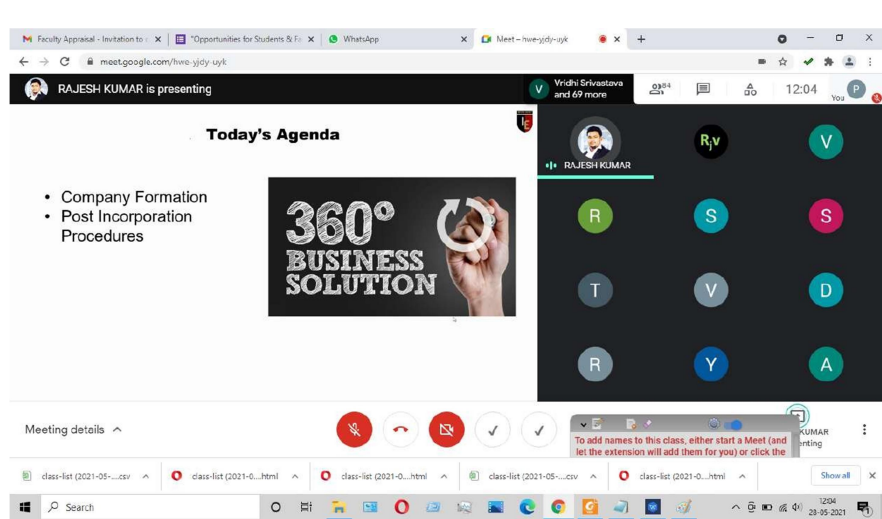 Faculty Appraisal - Invitation to
"Opportunities for Students & Fa
WhatsApp
Meet – hwe-yjdy-uyk
meet.google.com/hwe-yjdy-uyk
RAJESH KUMAR is presenting
V
Vridhi Srivastava
and 69 more
84
12:04
You
P
Today's Agenda
IE
• Company Formation
• Post Incorporation
Procedures
360°
BUSINESS
SOLUTION
RAJESH KUMAR
Rjv
V
R
S
S
T
V
D
R
Y
A
Meeting details
To add names to this class, either start a Meet (and
let the extension will add them for you) or click the
KUMAR
enting
class-list (2021-05-....csv
class-list (2021-0....html
class-list (2021-0....html
class-list (2021-05-....csv
class-list (2021-0....html
Show all
Search
12:04
28-05-2021